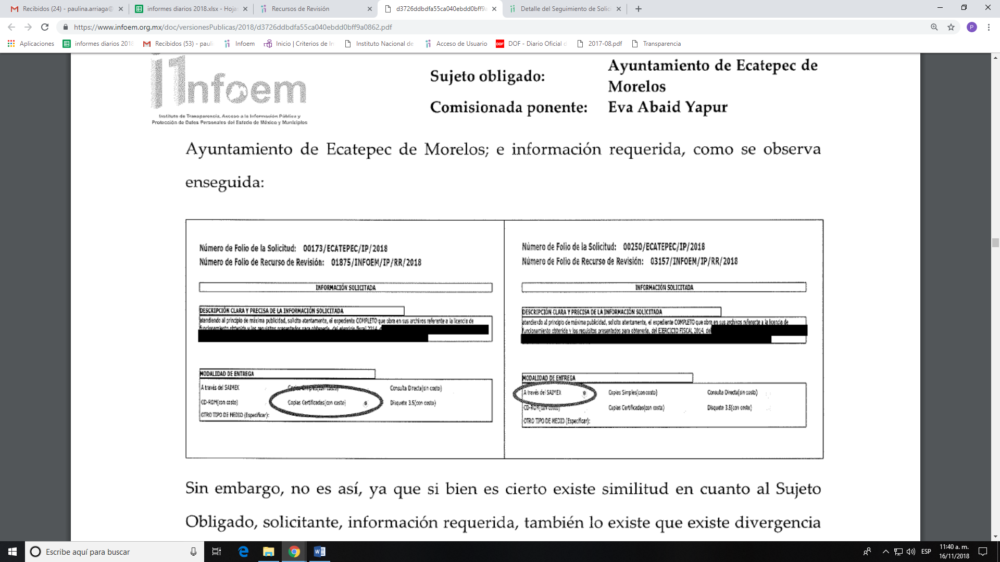 Recibidos (24) - paulina.arriaga@
informes diarios 2018.xlsx - Hoja
Recursos de Revisión
d3726ddbdfa55ca040ebdd0bff9a
Detalle del Seguimiento de Solici
https://www.infoem.org.mx/doc/versionesPublicas/2018/d3726ddbdfa55ca040ebdd0bff9a0862.pdf
P
Aplicaciones
informes diarios 2018
Recibidos (53) - pauli
Infoem
Inicio | Criterios de In
Instituto Nacional de
Acceso de Usuario
DOF - Diario Oficial d
2017-08.pdf
Transparencia
infoem
Instituto de Transparencia, Acceso a la Información Pública y
Protección de Datos Personales del Estado de México y Municipios
Sujeto obligado:
Ayuntamiento de Ecatepec de
Morelos
Comisionada ponente:
Eva Abaid Yapur
Ayuntamiento de Ecatepec de Morelos; e información requerida, como se observa
enseguida:
Número de Folio de la Solicitud: 00173/ECATEPEC/IP/2018
Número de Folio de Recurso de Revisión: 01875/INFOEM/IP/RR/2018
INFORMACIÓN SOLICITADA
DESCRIPCIÓN CLARA Y PRECISA DE LA INFORMACIÓN SOLICITADA
atendiendo al principio de máxima publicidad, solicito atentamente, el expediente COMPLETO que obra en sus archivos referente a la licencia de
funcionamiento obtenida y los requisitos presentados para obtenerla, del ejercicio fiscal 2014,
MODALIDAD DE ENTREGA
A través del SAIMEX
Copias Simples(con costo)
Consulta Directa(sin costo)
CD-ROM(con costo)
Copias Certificadas(con costo)
Disquete 3.5(con costo)
OTRO TIPO DE MEDIO (Especificar):
Número de Folio de la Solicitud: 00250/ECATEPEC/IP/2018
Número de Folio de Recurso de Revisión: 03157/INFOEM/IP/RR/2018
INFORMACIÓN SOLICITADA
DESCRIPCIÓN CLARA Y PRECISA DE LA INFORMACIÓN SOLICITADA
atendiendo al principio de máxima publicidad, solicito atentamente, el expediente COMPLETO que obra en sus archivos referente a la licencia de
funcionamiento obtenida y los requisitos presentados para obtenerla, del EJERCICIO FISCAL 2014, del
MODALIDAD DE ENTREGA
A través del SAIMEX
Copias Simples(con costo)
Consulta Directa(sin costo)
CD-ROM(con costo)
Copias Certificadas(con costo)
Disquete 3.5(con costo)
OTRO TIPO DE MEDIO (Especificar):
Sin embargo, no es así, ya que si bien es cierto existe similitud en cuanto al Sujeto
Obligado, solicitante, información requerida, también lo existe que existe divergencia
Escribe aquí para buscar
ESP
11:40 a. m.
16/11/2018